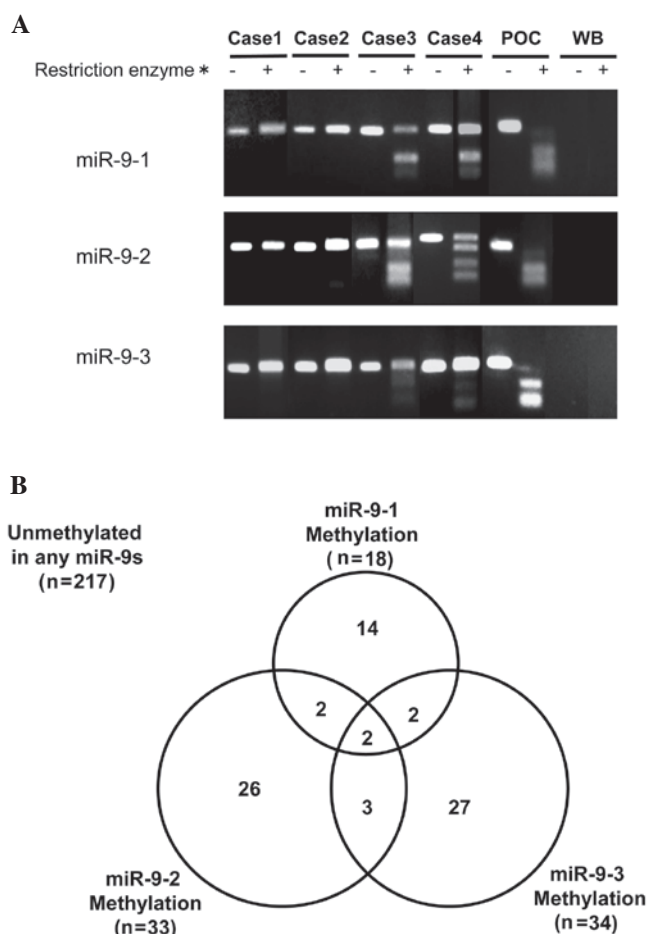 A
Case1 Case2 Case3 Case4 POC WB
Restriction enzyme * - + - + - + - + - + - +
miR-9-1
miR-9-2
miR-9-3
B
Unmethylated
in any miR-9s
(n=217)
miR-9-1
Methylation
( n=18)
14
2
2
2
26
3
27
miR-9-2
Methylation
(n=33)
miR-9-3
Methylation
(n=34)